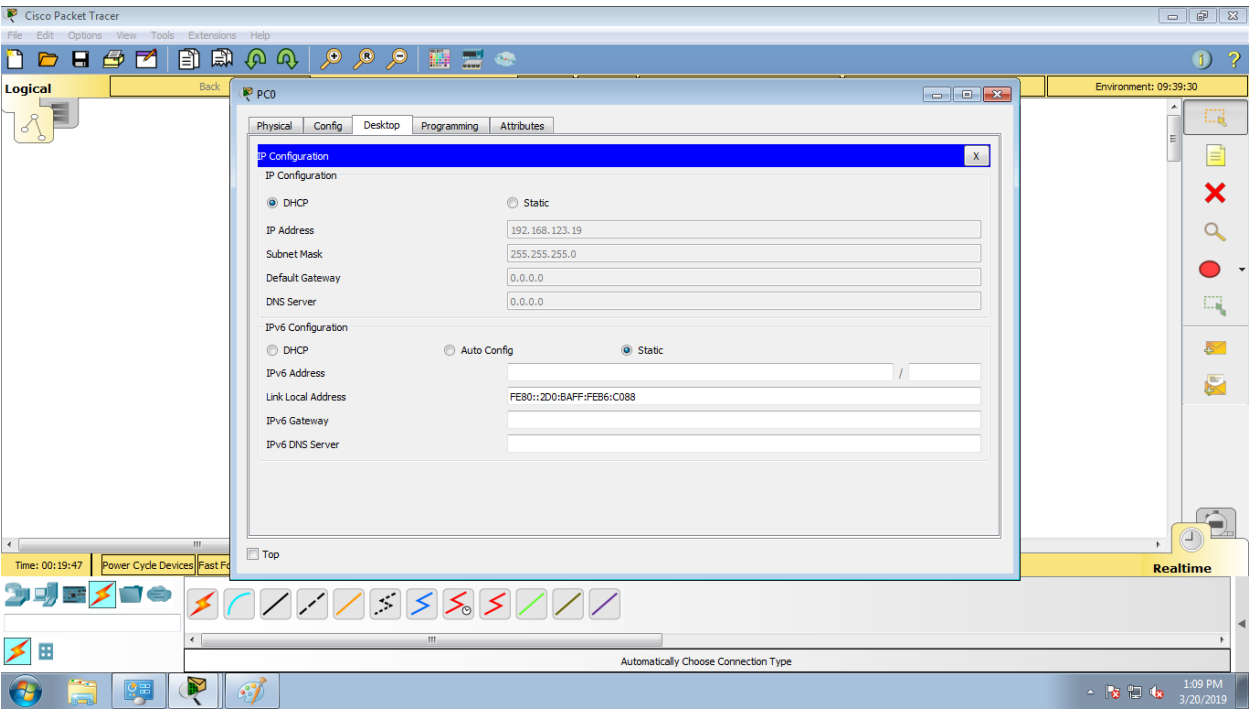 Cisco Packet Tracer
File Edit Options View Tools Extensions Help
Logical
Back
Environment: 09:39:30
PC0
Physical Config Desktop Programming Attributes
IP Configuration
X
IP Configuration
DHCP Static
IP Address 192.168.123.19
Subnet Mask 255.255.255.0
Default Gateway 0.0.0.0
DNS Server 0.0.0.0
IPv6 Configuration
DHCP Auto Config Static
IPv6 Address /
Link Local Address FE80::2D0:BAFF:FEB6:C088
IPv6 Gateway
IPv6 DNS Server
Top
Time: 00:19:47 Power Cycle Devices Fast Fo
Realtime
Automatically Choose Connection Type
1:09 PM
3/20/2019